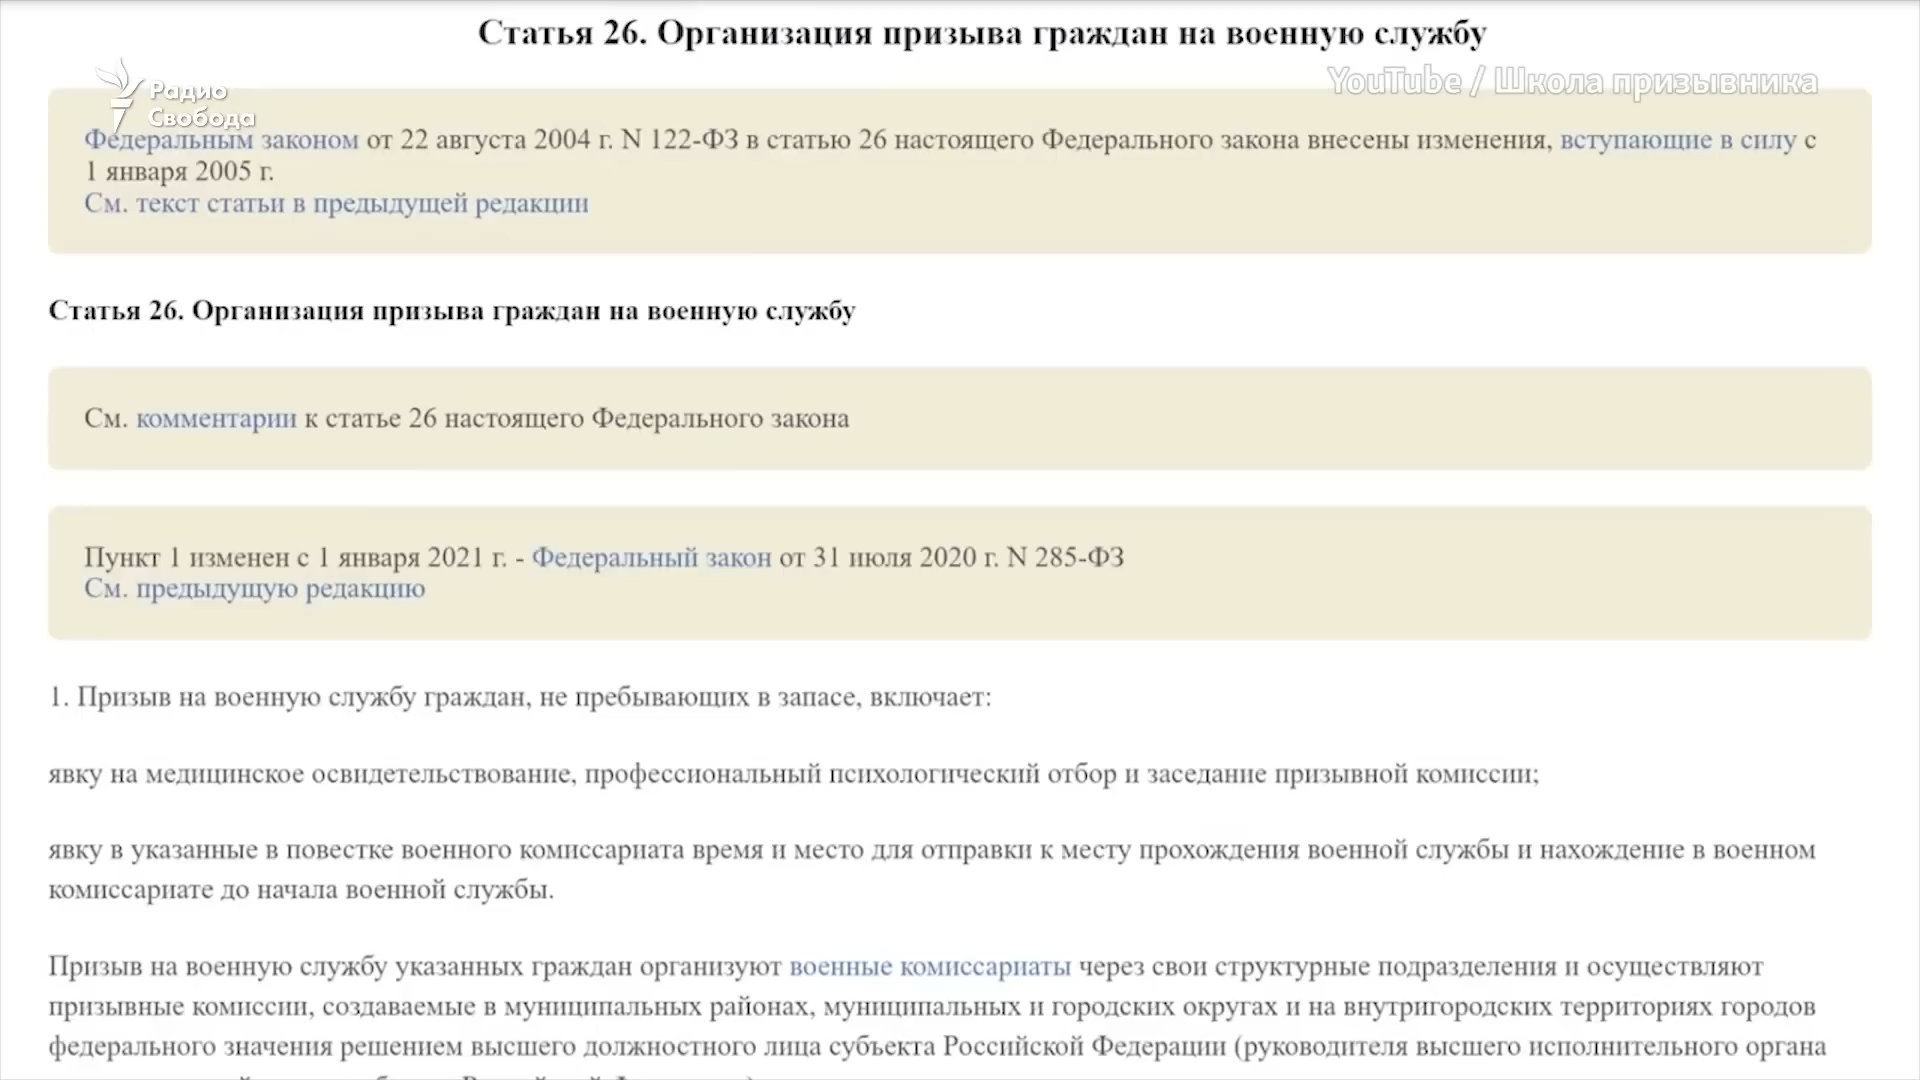 Статья 26. Организация призыва граждан на военную службу
YouTube / Школа призывника
Радио
Свобода
Федеральным законом от 22 августа 2004 г. N 122-ФЗ в статью 26 настоящего Федерального закона внесены изменения, вступающие в силу с
1 января 2005 г.
См. текст статьи в предыдущей редакции
Статья 26. Организация призыва граждан на военную службу
См. комментарии к статье 26 настоящего Федерального закона
Пункт 1 изменен с 1 января 2021 г. - Федеральный закон от 31 июля 2020 г. N 285-ФЗ
См. предыдущую редакцию
1. Призыв на военную службу граждан, не пребывающих в запасе, включает:
явку на медицинское освидетельствование, профессиональный психологический отбор и заседание призывной комиссии;
явку в указанные в повестке военного комиссариата время и место для отправки к месту прохождения военной службы и нахождение в военном
комиссариате до начала военной службы.
Призыв на военную службу указанных граждан организуют военные комиссариаты через свои структурные подразделения и осуществляют
призывные комиссии, создаваемые в муниципальных районах, муниципальных и городских округах и на внутригородских территориях городов
федерального значения решением высшего должностного лица субъекта Российской Федерации (руководителя высшего исполнительного органа